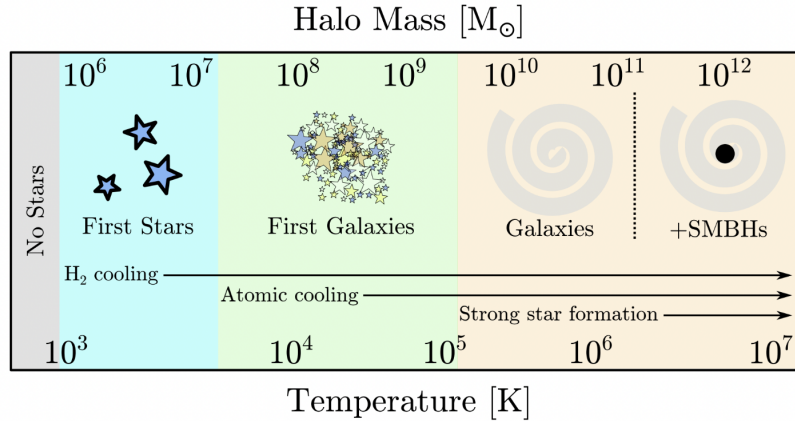 Halo Mass [M⊙]
10⁶ 10⁷ 10⁸ 10⁹ 10¹⁰ 10¹¹ 10¹²
No Stars
First Stars First Galaxies Galaxies +SMBHs
H₂ cooling
Atomic cooling
Strong star formation
10³ 10⁴ 10⁵ 10⁶ 10⁷
Temperature [K]